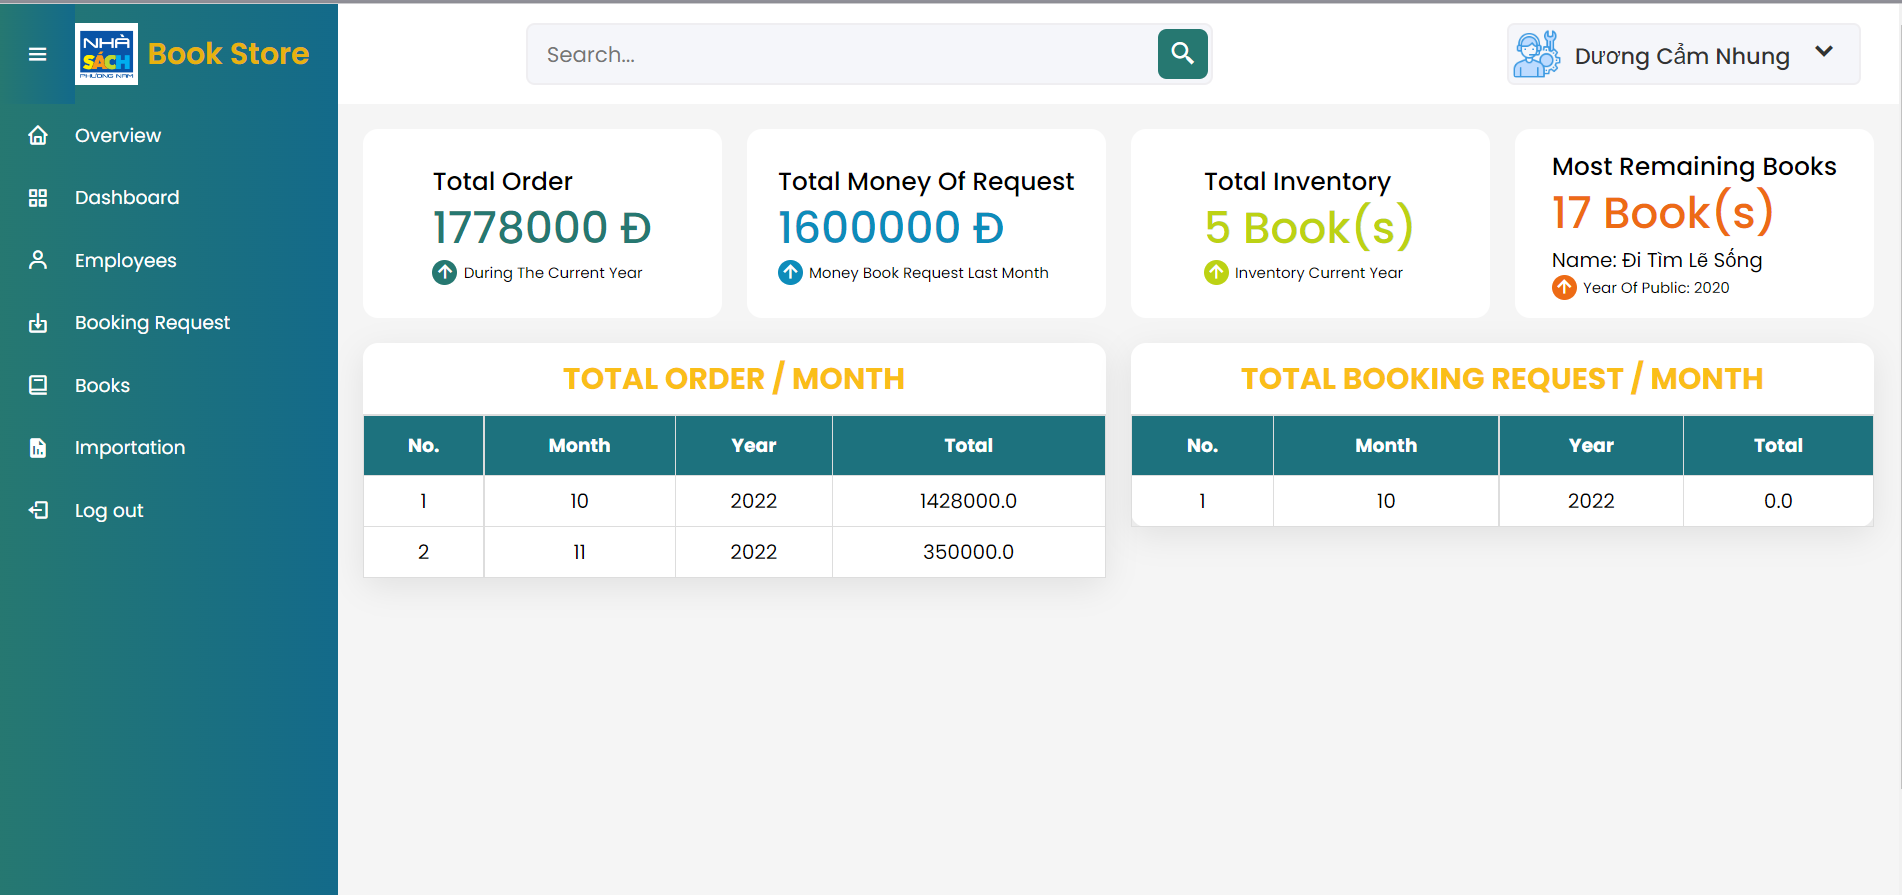 NHÀ
SÁCH
PHƯƠNG NAM
Book Store
Search...
Dương Cẩm Nhung
Overview
Dashboard
Employees
Booking Request
Books
Importation
Log out
Total Order
1778000 Đ
During The Current Year
Total Money Of Request
1600000 Đ
Money Book Request Last Month
Total Inventory
5 Book(s)
Inventory Current Year
Most Remaining Books
17 Book(s)
Name: Đi Tìm Lẽ Sống
Year Of Public: 2020
TOTAL ORDER / MONTH
No. Month Year Total
1 10 2022 1428000.0
2 11 2022 350000.0
TOTAL BOOKING REQUEST / MONTH
No. Month Year Total
1 10 2022 0.0